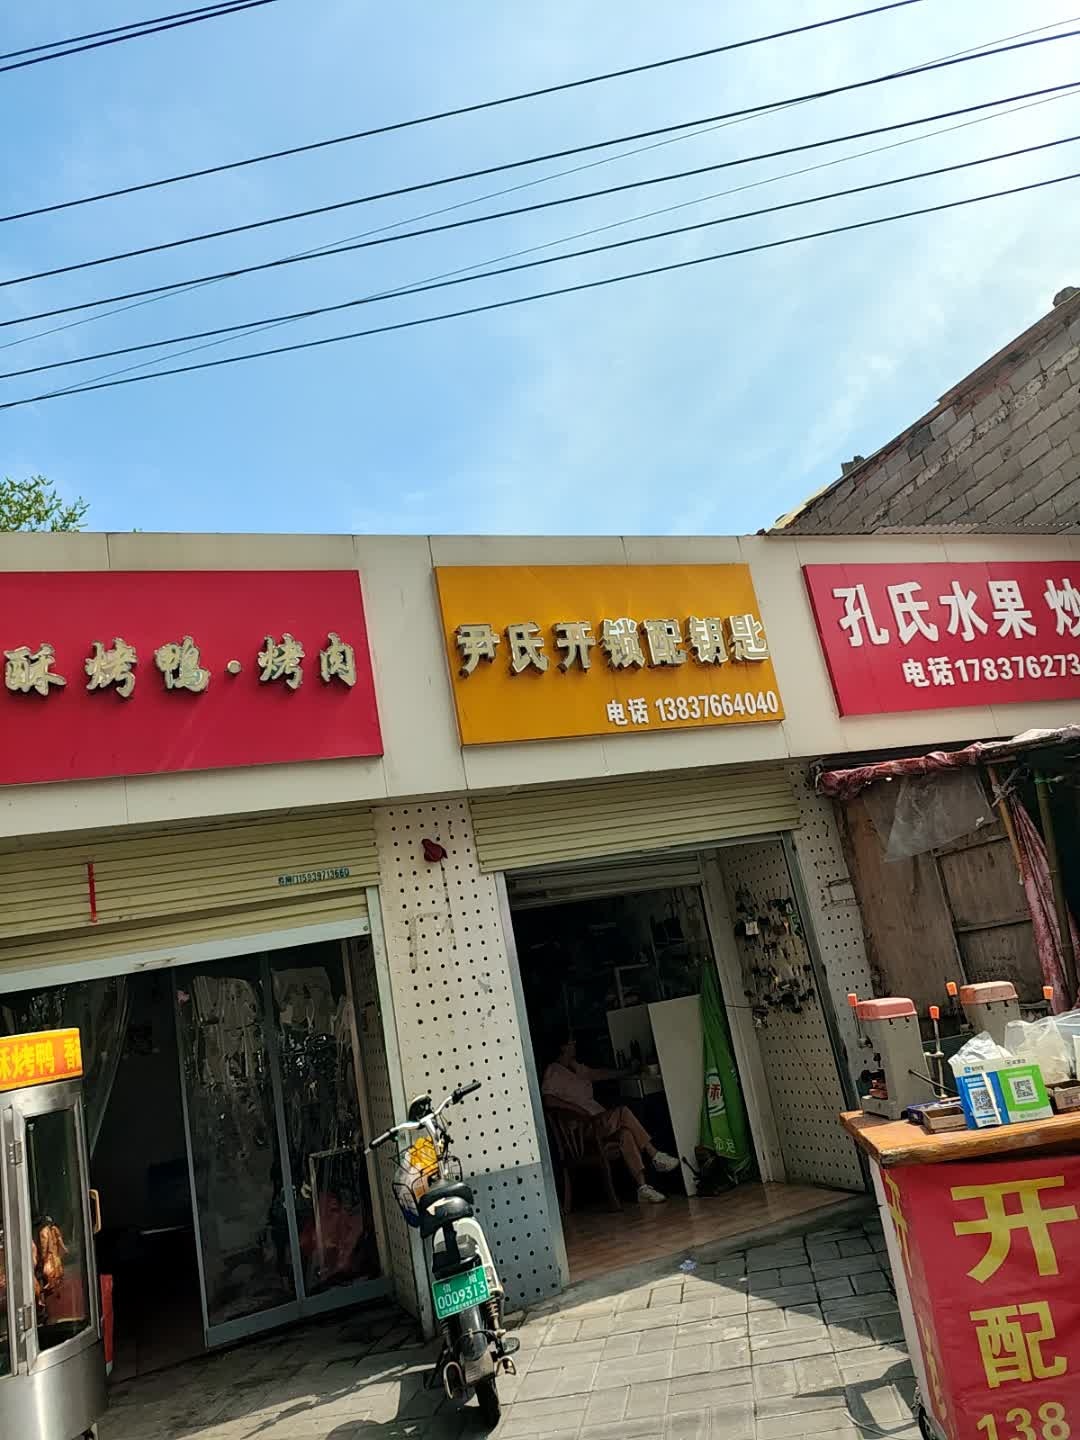 酥烤鸭·烤肉
尹氏开锁配钥匙
电话 13837664040
孔氏水果 炒
电话178376273
酥烤鸭 香
0009313
开
配
138